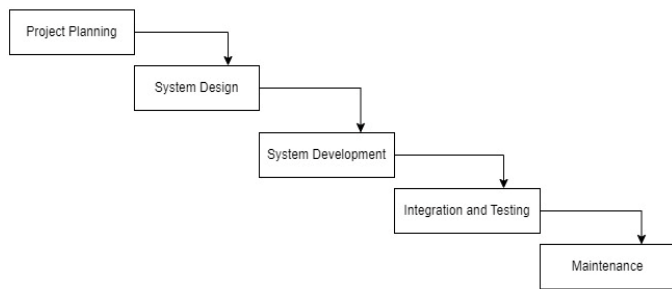 Project Planning
System Design
System Development
Integration and Testing
Maintenance